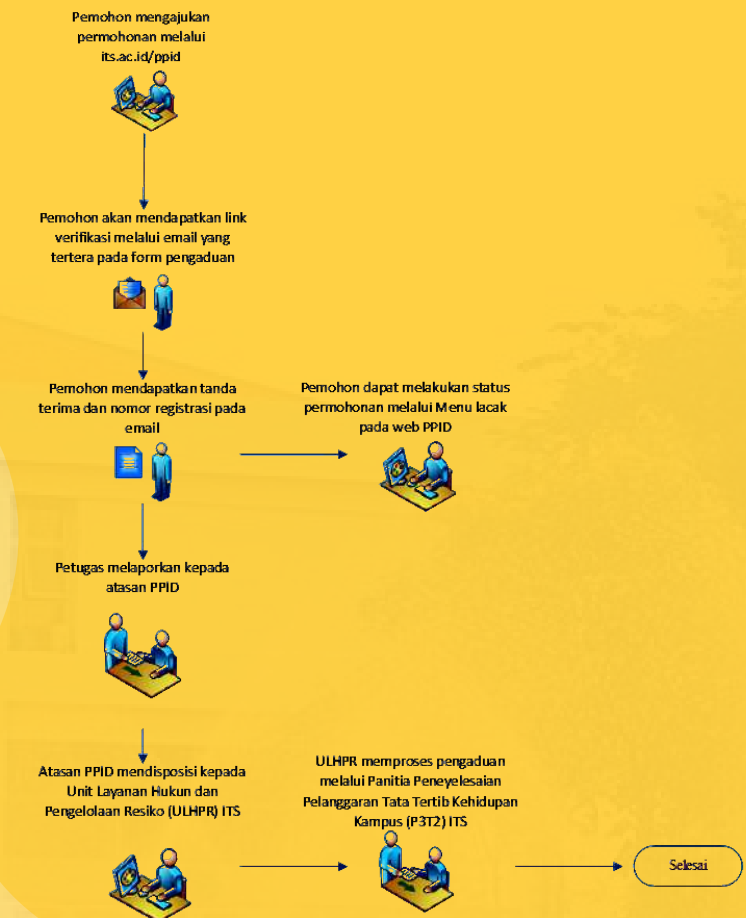 Pemohon mengajukan
permohonan melalui
its.ac.id/ppid
Pemohon akan mendapatkan link
verifikasi melalui email yang
tertera pada form pengaduan
Pemohon mendapatkan tanda
terima dan nomor registrasi pada
email
Pemohon dapat melakukan status
permohonan melalui Menu lacak
pada web PPID
Petugas melaporkan kepada
atasan PPID
Atasan PPID mendisposisi kepada
Unit Layanan Hukun dan
Pengelolaan Resiko (ULHPR) ITS
ULHPR memproses pengaduan
melalui Panitia Peneyelesaian
Pelanggaran Tata Tertib Kehidupan
Kampus (P3T2) ITS
Selesai